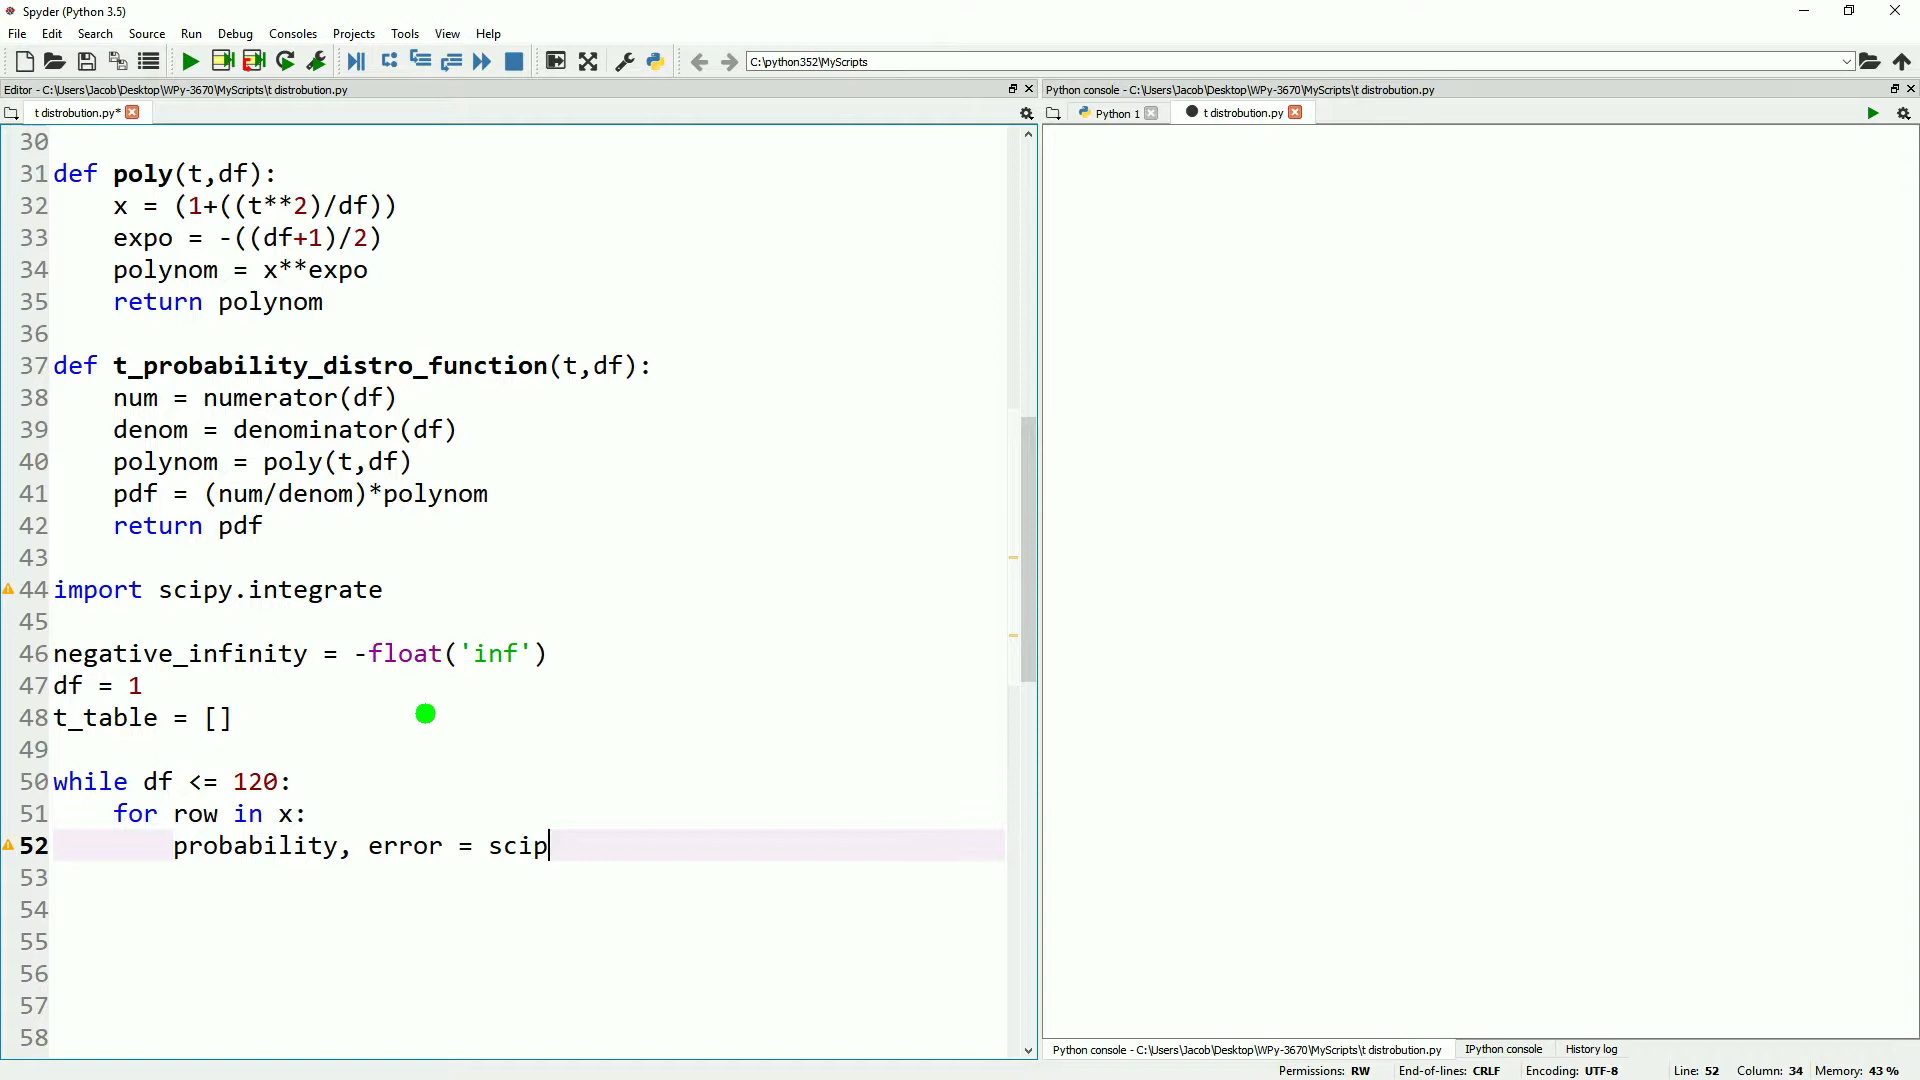 Spyder (Python 3.5)
File Edit Search Source Run Debug Consoles Projects Tools View Help
C:\python352\MyScripts
Editor - C:\Users\Jacob\Desktop\WPy-3670\MyScripts\t distrobution.py
Python console - C:\Users\Jacob\Desktop\WPy-3670\MyScripts\t distrobution.py
t distrobution.py*
Python 1
t distrobution.py
30
31 def poly(t,df):
32 x = (1+((t**2)/df))
33 expo = -((df+1)/2)
34 polynom = x**expo
35 return polynom
36
37 def t_probability_distro_function(t,df):
38 num = numerator(df)
39 denom = denominator(df)
40 polynom = poly(t,df)
41 pdf = (num/denom)*polynom
42 return pdf
43
44 import scipy.integrate
45
46 negative_infinity = -float('inf')
47 df = 1
48 t_table = []
49
50 while df <= 120:
51 for row in x:
52 probability, error = scip
53
54
55
56
57
58
Python console - C:\Users\Jacob\Desktop\WPy-3670\MyScripts\t distrobution.py IPython console History log
Permissions: RW End-of-lines: CRLF Encoding: UTF-8 Line: 52 Column: 34 Memory: 43 %